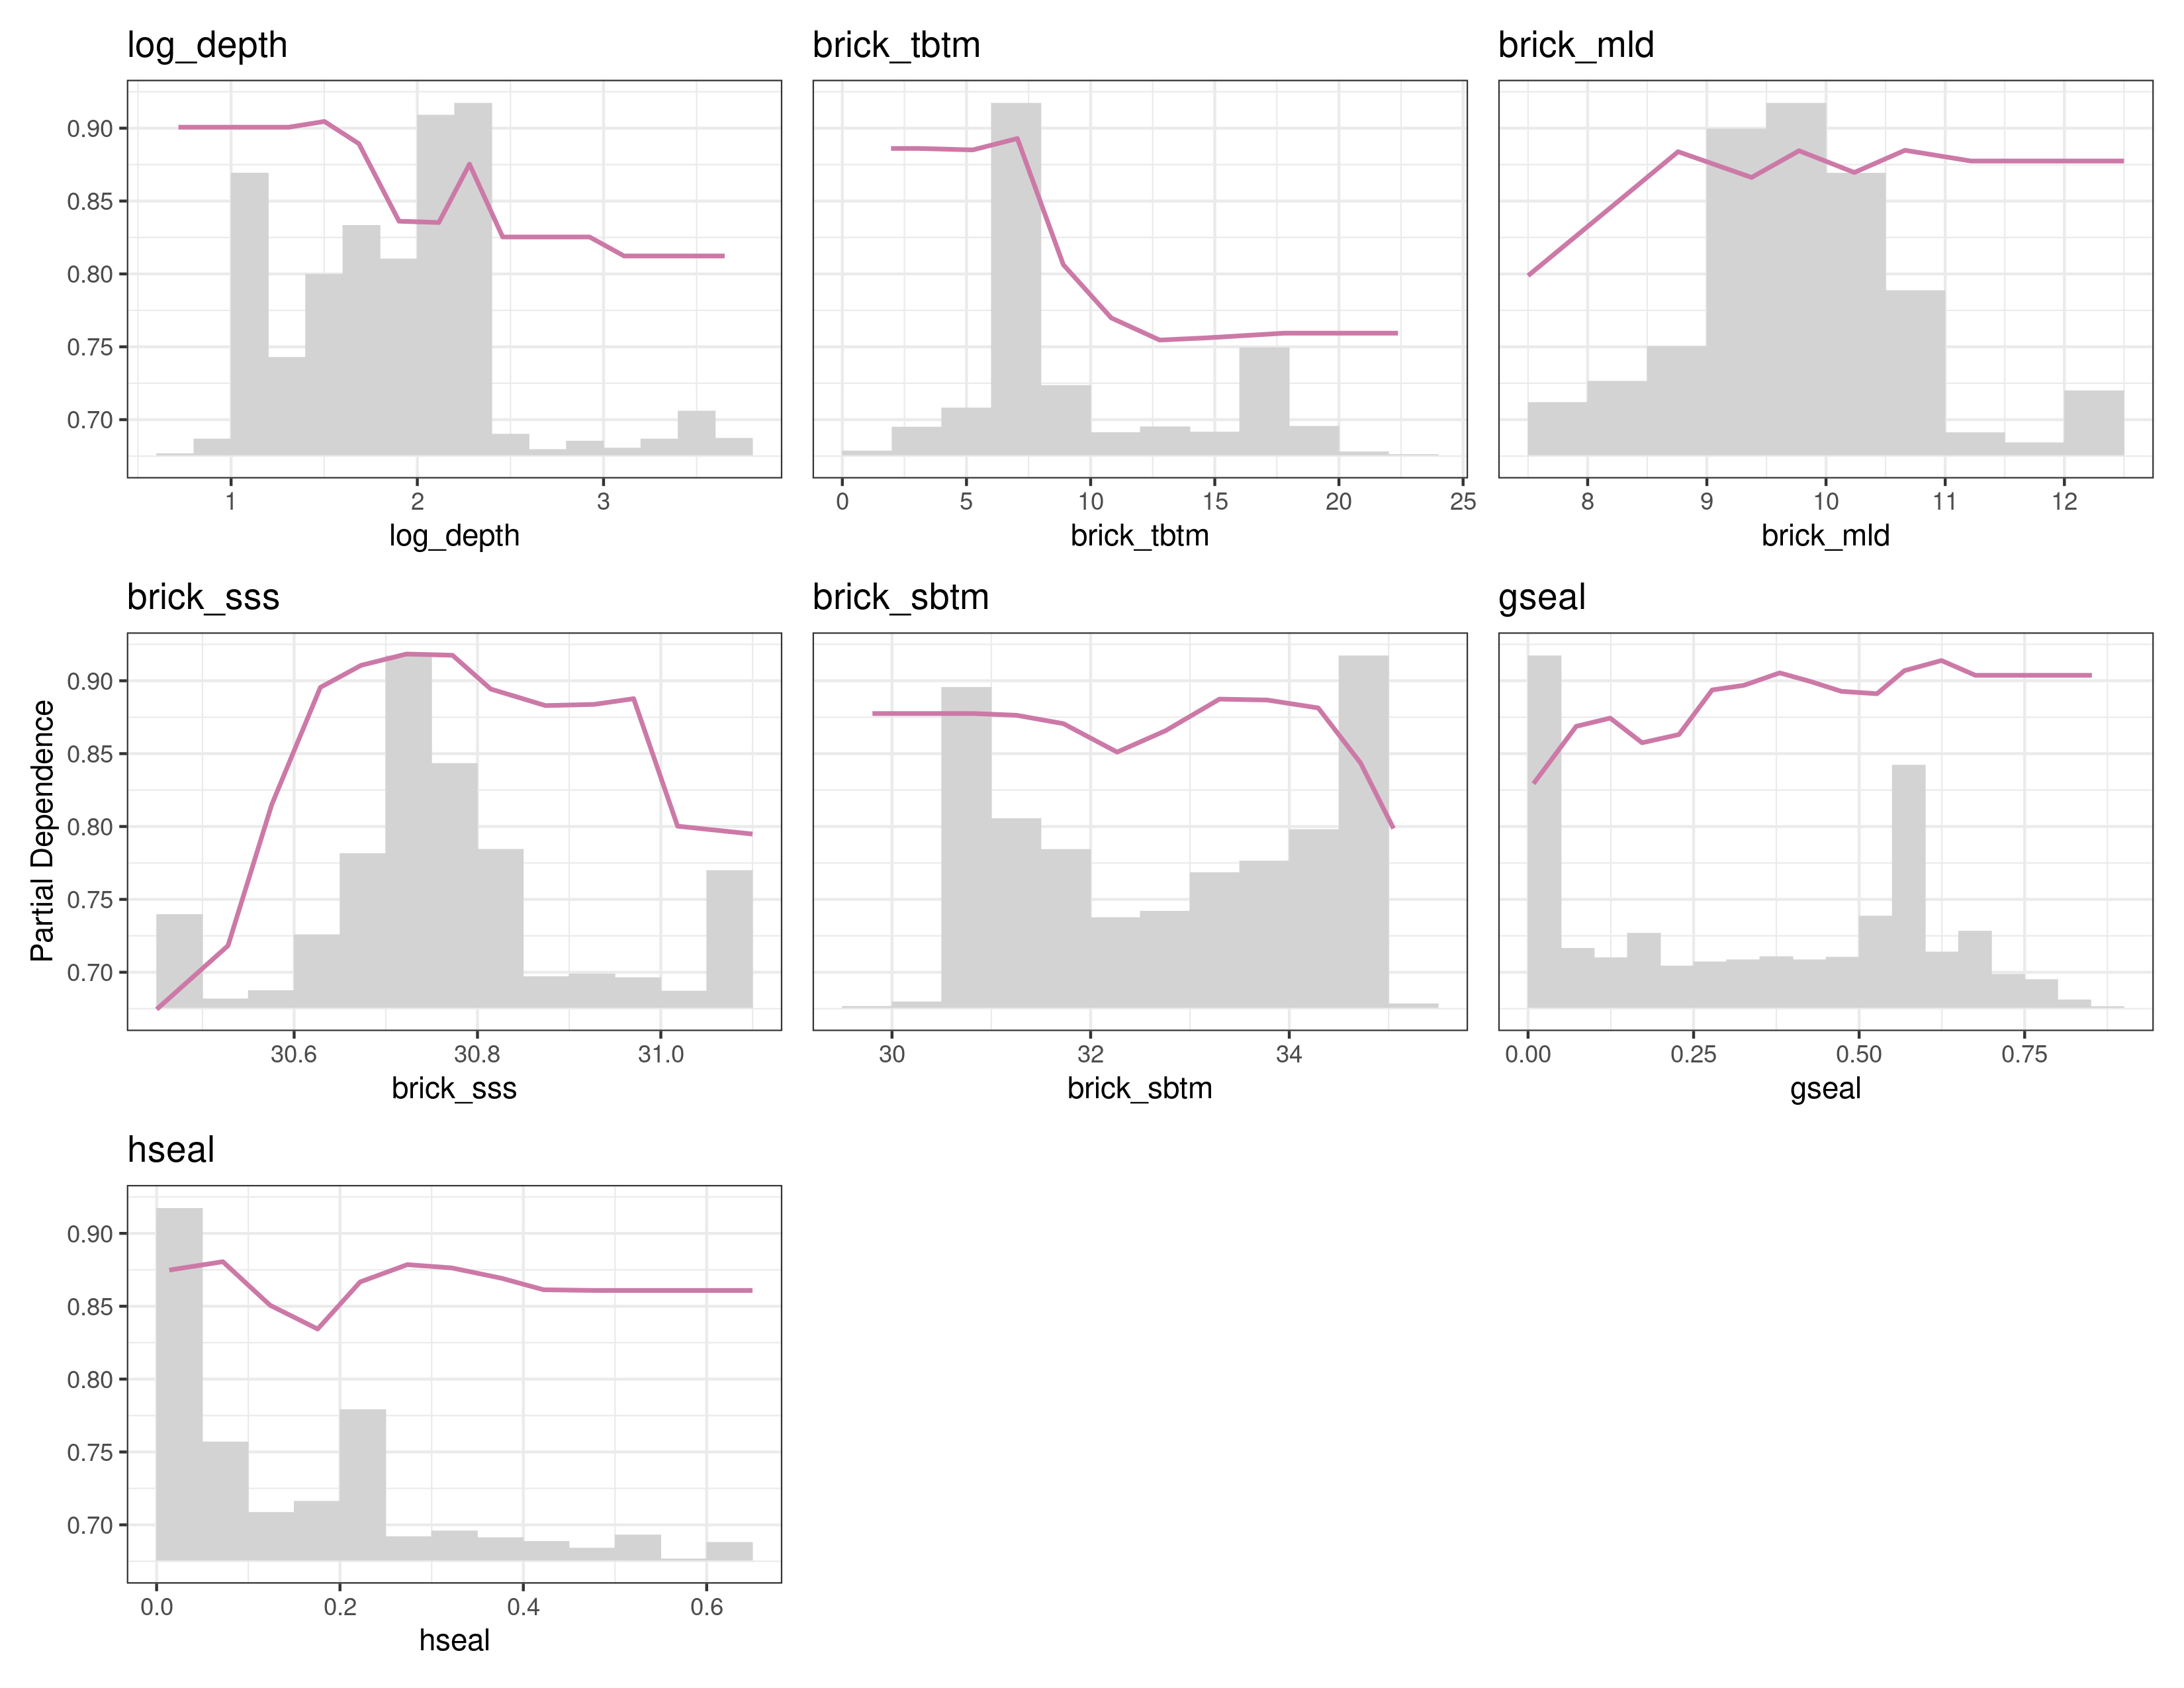 log_depth
brick_tbtm
brick_mld
0.90
0.85
0.80
0.75
0.70
1 2 3
0 5 10 15 20 25
8 9 10 11 12
log_depth
brick_tbtm
brick_mld
brick_sss
brick_sbtm
gseal
Partial Dependence
0.90
0.85
0.80
0.75
0.70
30.6 30.8 31.0
30 32 34
0.00 0.25 0.50 0.75
brick_sss
brick_sbtm
gseal
hseal
0.90
0.85
0.80
0.75
0.70
0.0 0.2 0.4 0.6
hseal